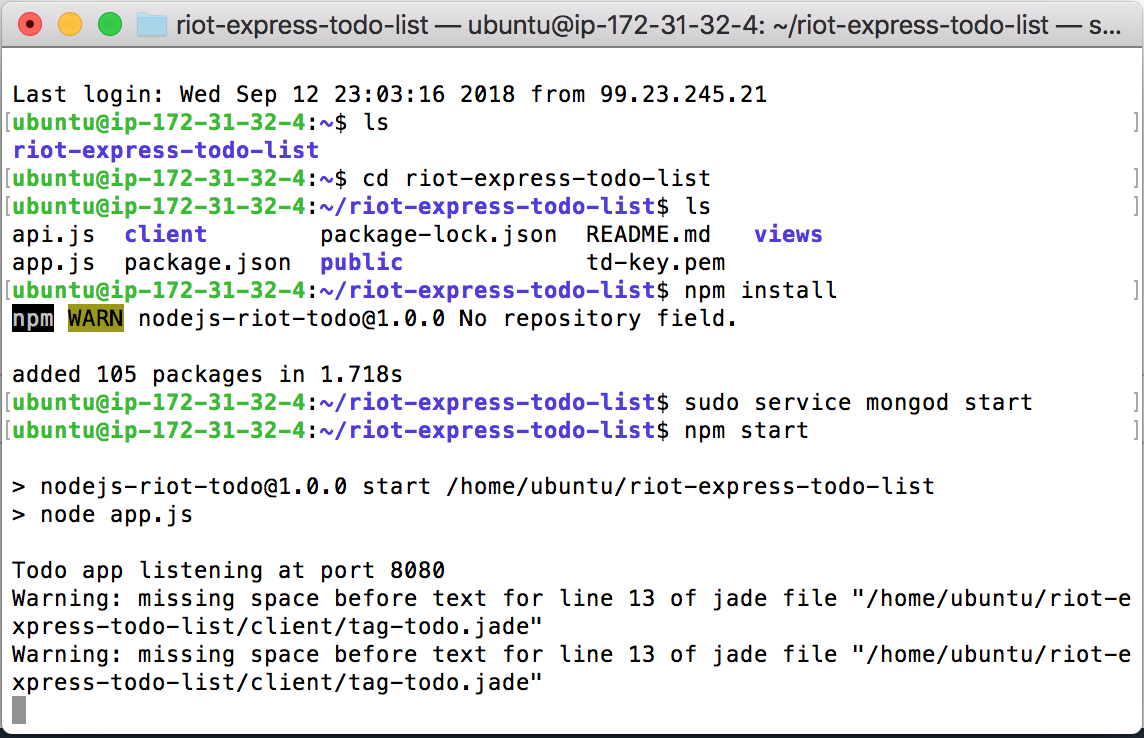 riot-express-todo-list — ubuntu@ip-172-31-32-4: ~/riot-express-todo-list — s...
Last login: Wed Sep 12 23:03:16 2018 from 99.23.245.21
[ubuntu@ip-172-31-32-4:~$ ls ]
riot-express-todo-list
[ubuntu@ip-172-31-32-4:~$ cd riot-express-todo-list ]
[ubuntu@ip-172-31-32-4:~/riot-express-todo-list$ ls ]
api.js  client        package-lock.json  README.md   views
app.js  package.json  public             td-key.pem
[ubuntu@ip-172-31-32-4:~/riot-express-todo-list$ npm install ]
npm WARN nodejs-riot-todo@1.0.0 No repository field.
added 105 packages in 1.718s
[ubuntu@ip-172-31-32-4:~/riot-express-todo-list$ sudo service mongod start ]
[ubuntu@ip-172-31-32-4:~/riot-express-todo-list$ npm start ]
> nodejs-riot-todo@1.0.0 start /home/ubuntu/riot-express-todo-list
> node app.js
Todo app listening at port 8080
Warning: missing space before text for line 13 of jade file "/home/ubuntu/riot-e
xpress-todo-list/client/tag-todo.jade"
Warning: missing space before text for line 13 of jade file "/home/ubuntu/riot-e
xpress-todo-list/client/tag-todo.jade"